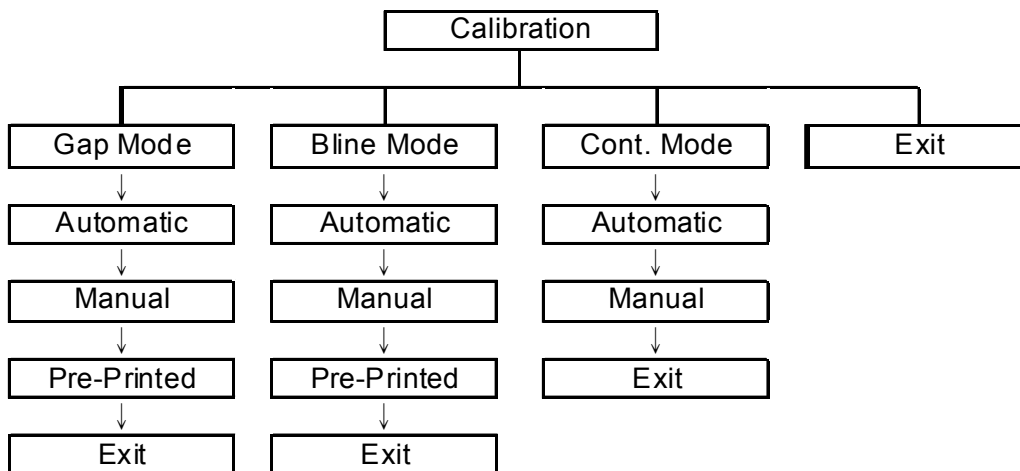 Calibration
Gap Mode
Bline Mode
Cont. Mode
Exit
Automatic
Automatic
Automatic
Manual
Manual
Manual
Pre-Printed
Pre-Printed
Exit
Exit
Exit